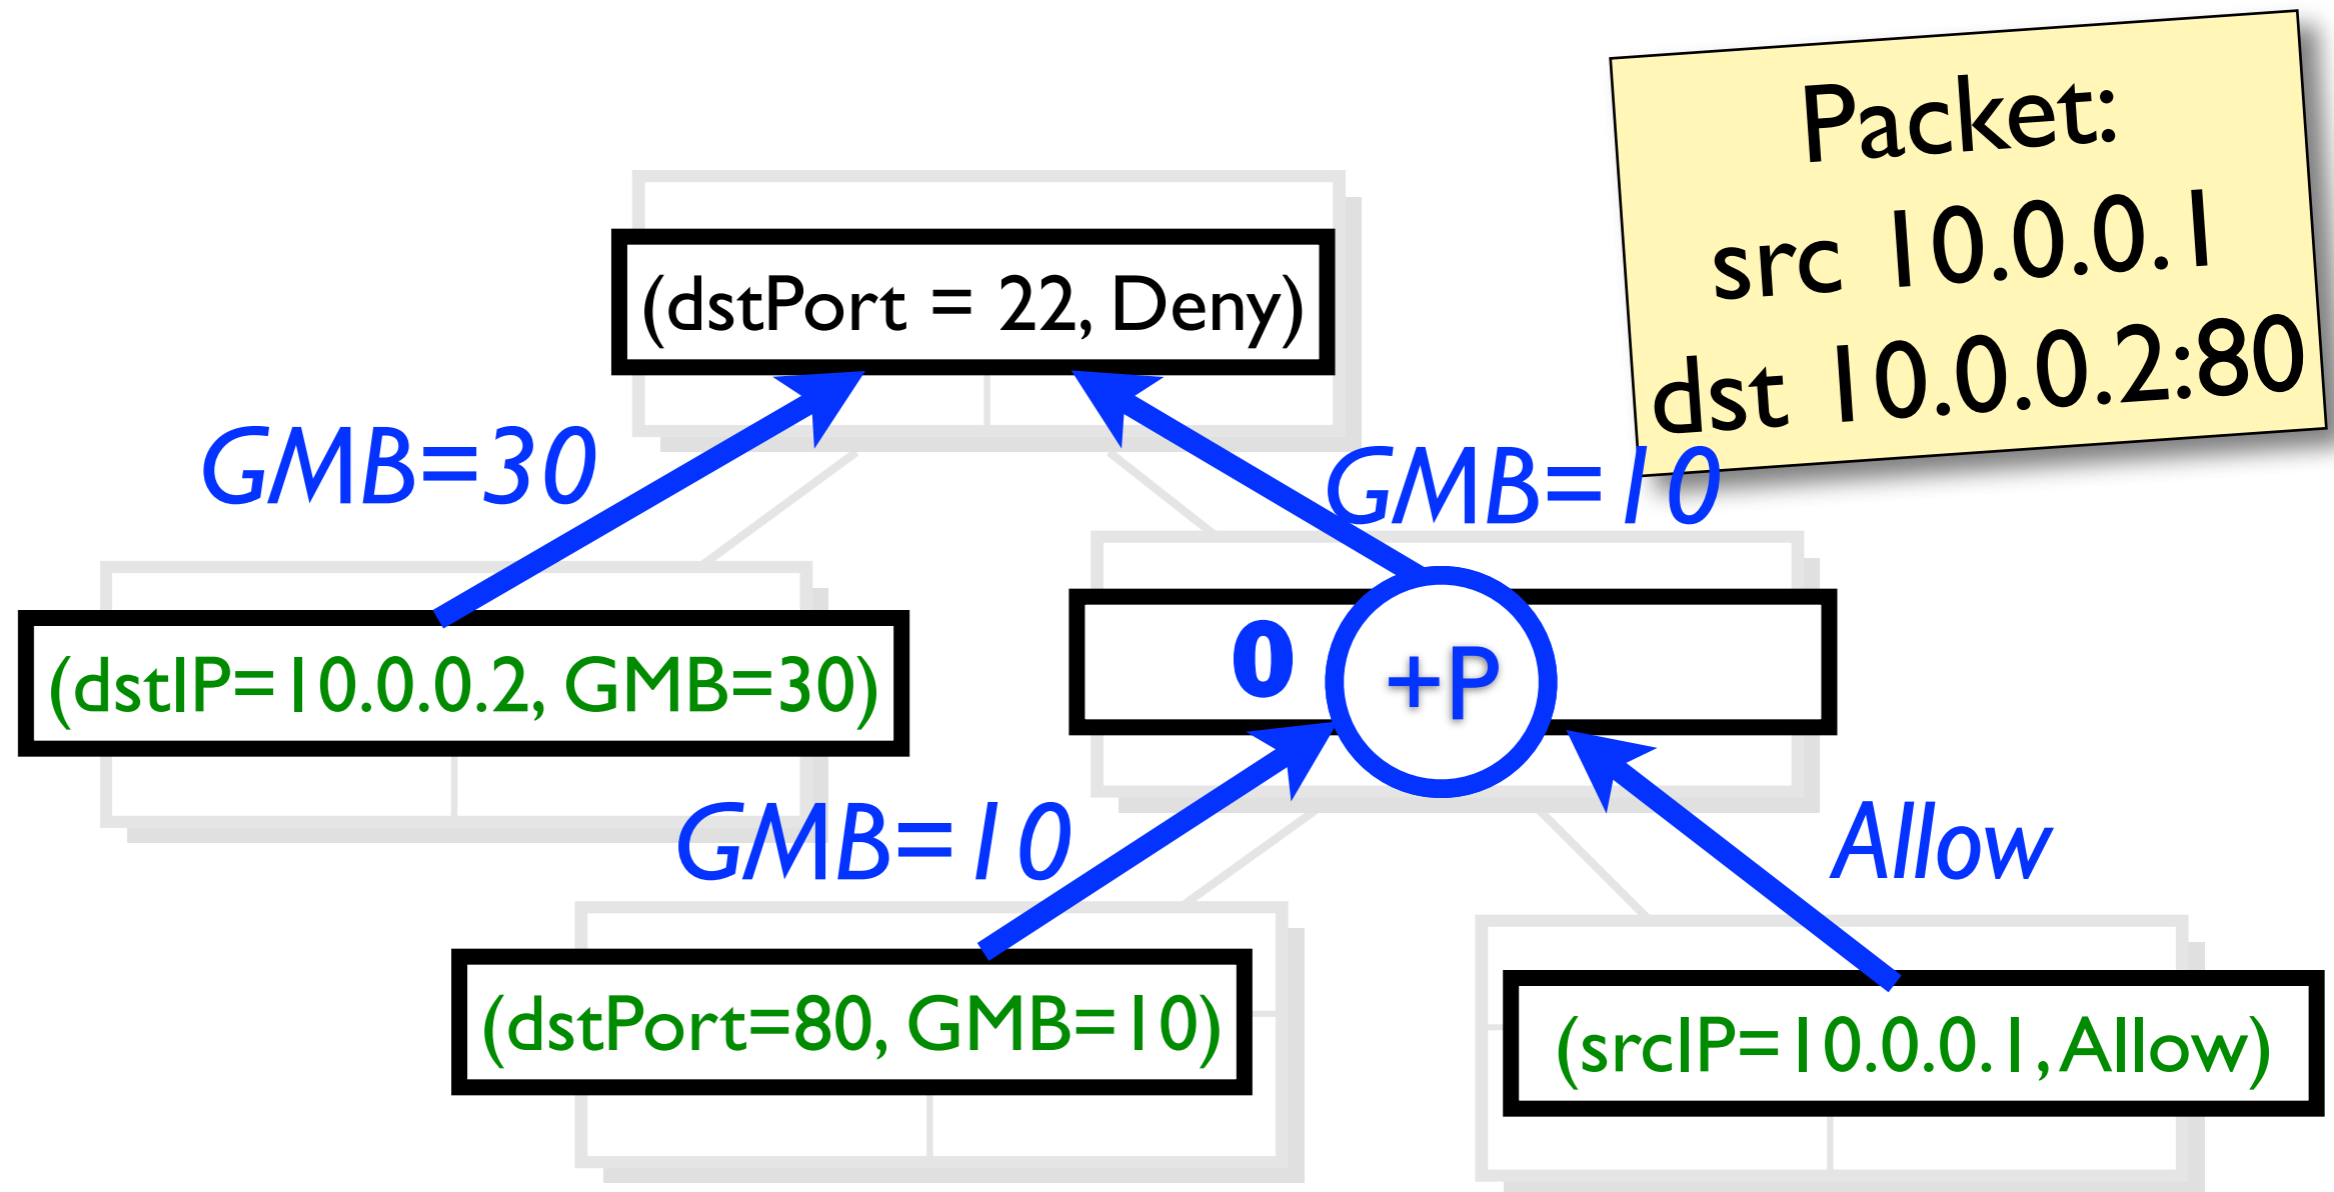 Packet:
src 10.0.0.1
dst 10.0.0.2:80
(dstPort = 22, Deny)
GMB=30
GMB=10
(dstIP=10.0.0.2, GMB=30)
0
+P
GMB=10
Allow
(dstPort=80, GMB=10)
(srcIP=10.0.0.1, Allow)